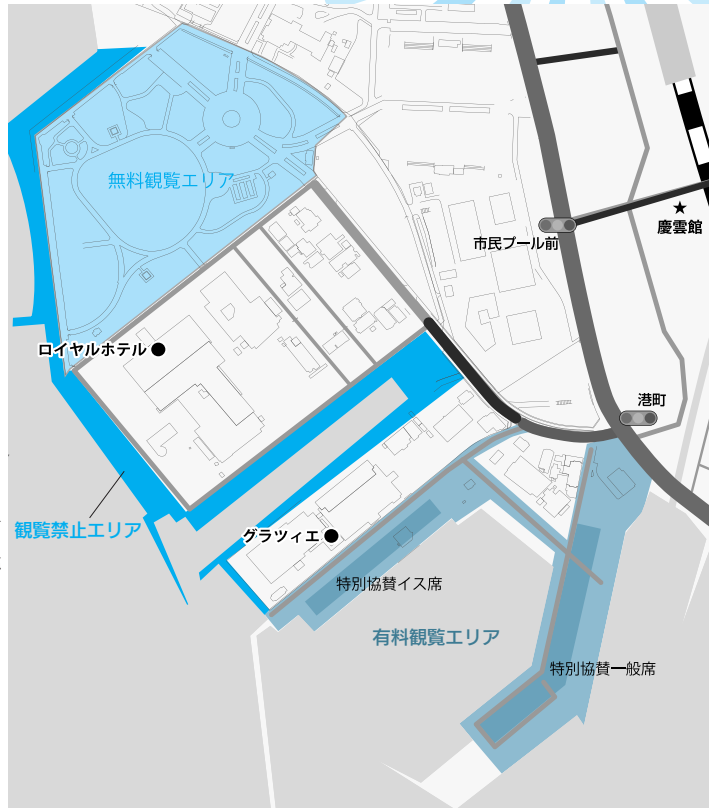 無料観覧エリア
慶雲館
市民プール前
ロイヤルホテル
港町
観覧禁止エリア
グラツィエ
特別協賛イス席
有料観覧エリア
特別協賛一般席